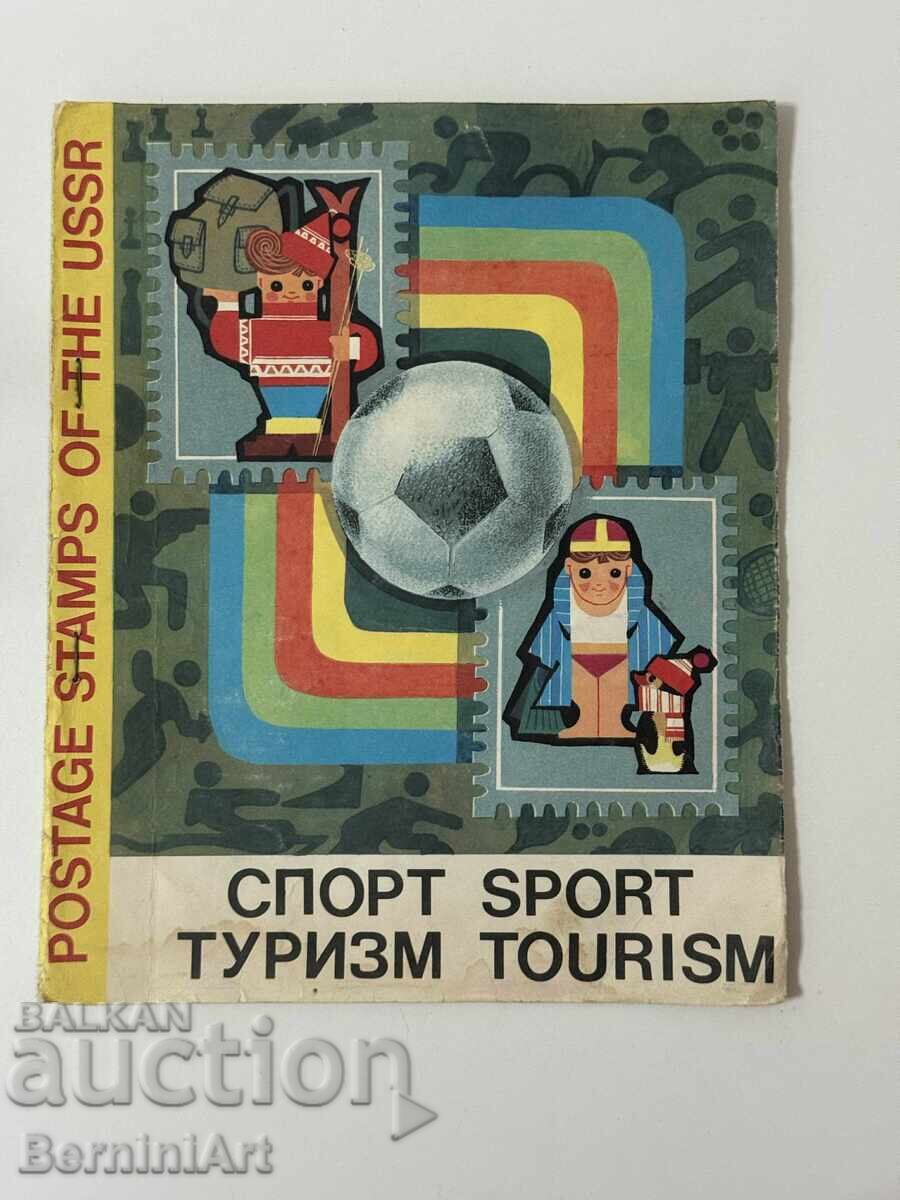 POSTAGE STAMPS OF THE USSR
СПОРТ SPORT
ТУРИЗМ TOURISM
BALKAN
auction
BerniniArt